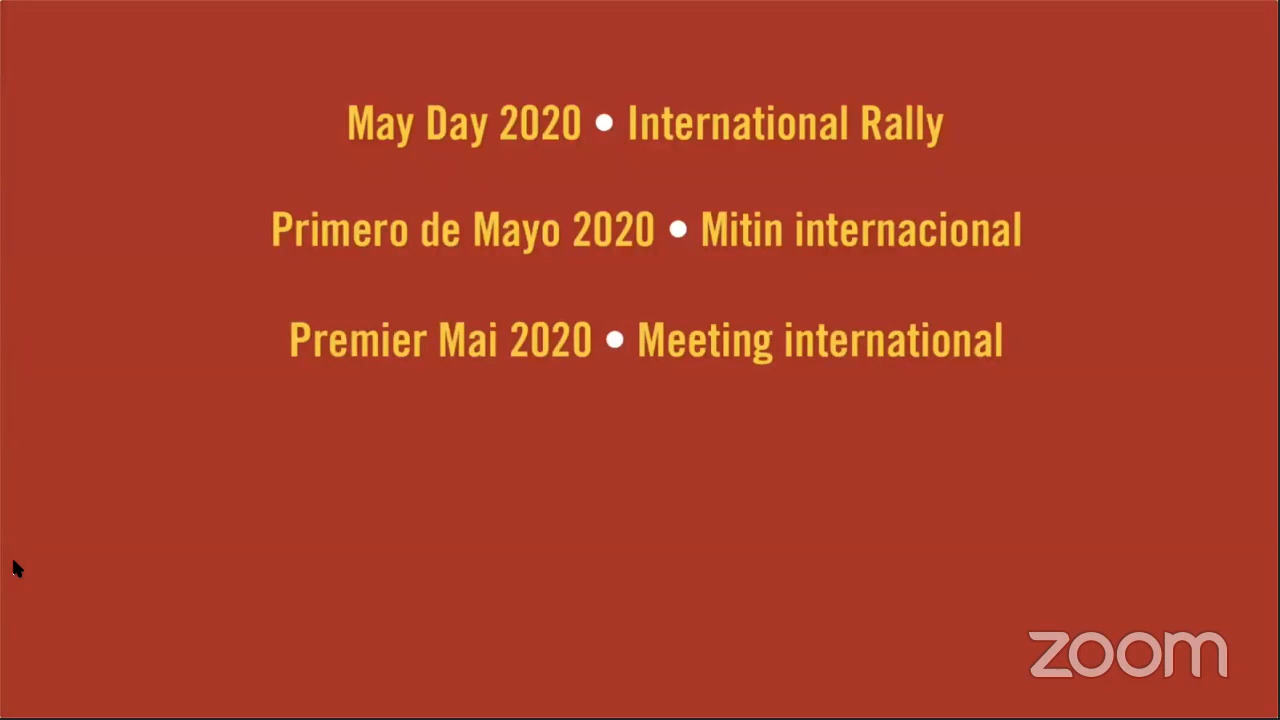 May Day 2020 • International Rally
Primero de Mayo 2020 • Mitin internacional
Premier Mai 2020 • Meeting international
zoom